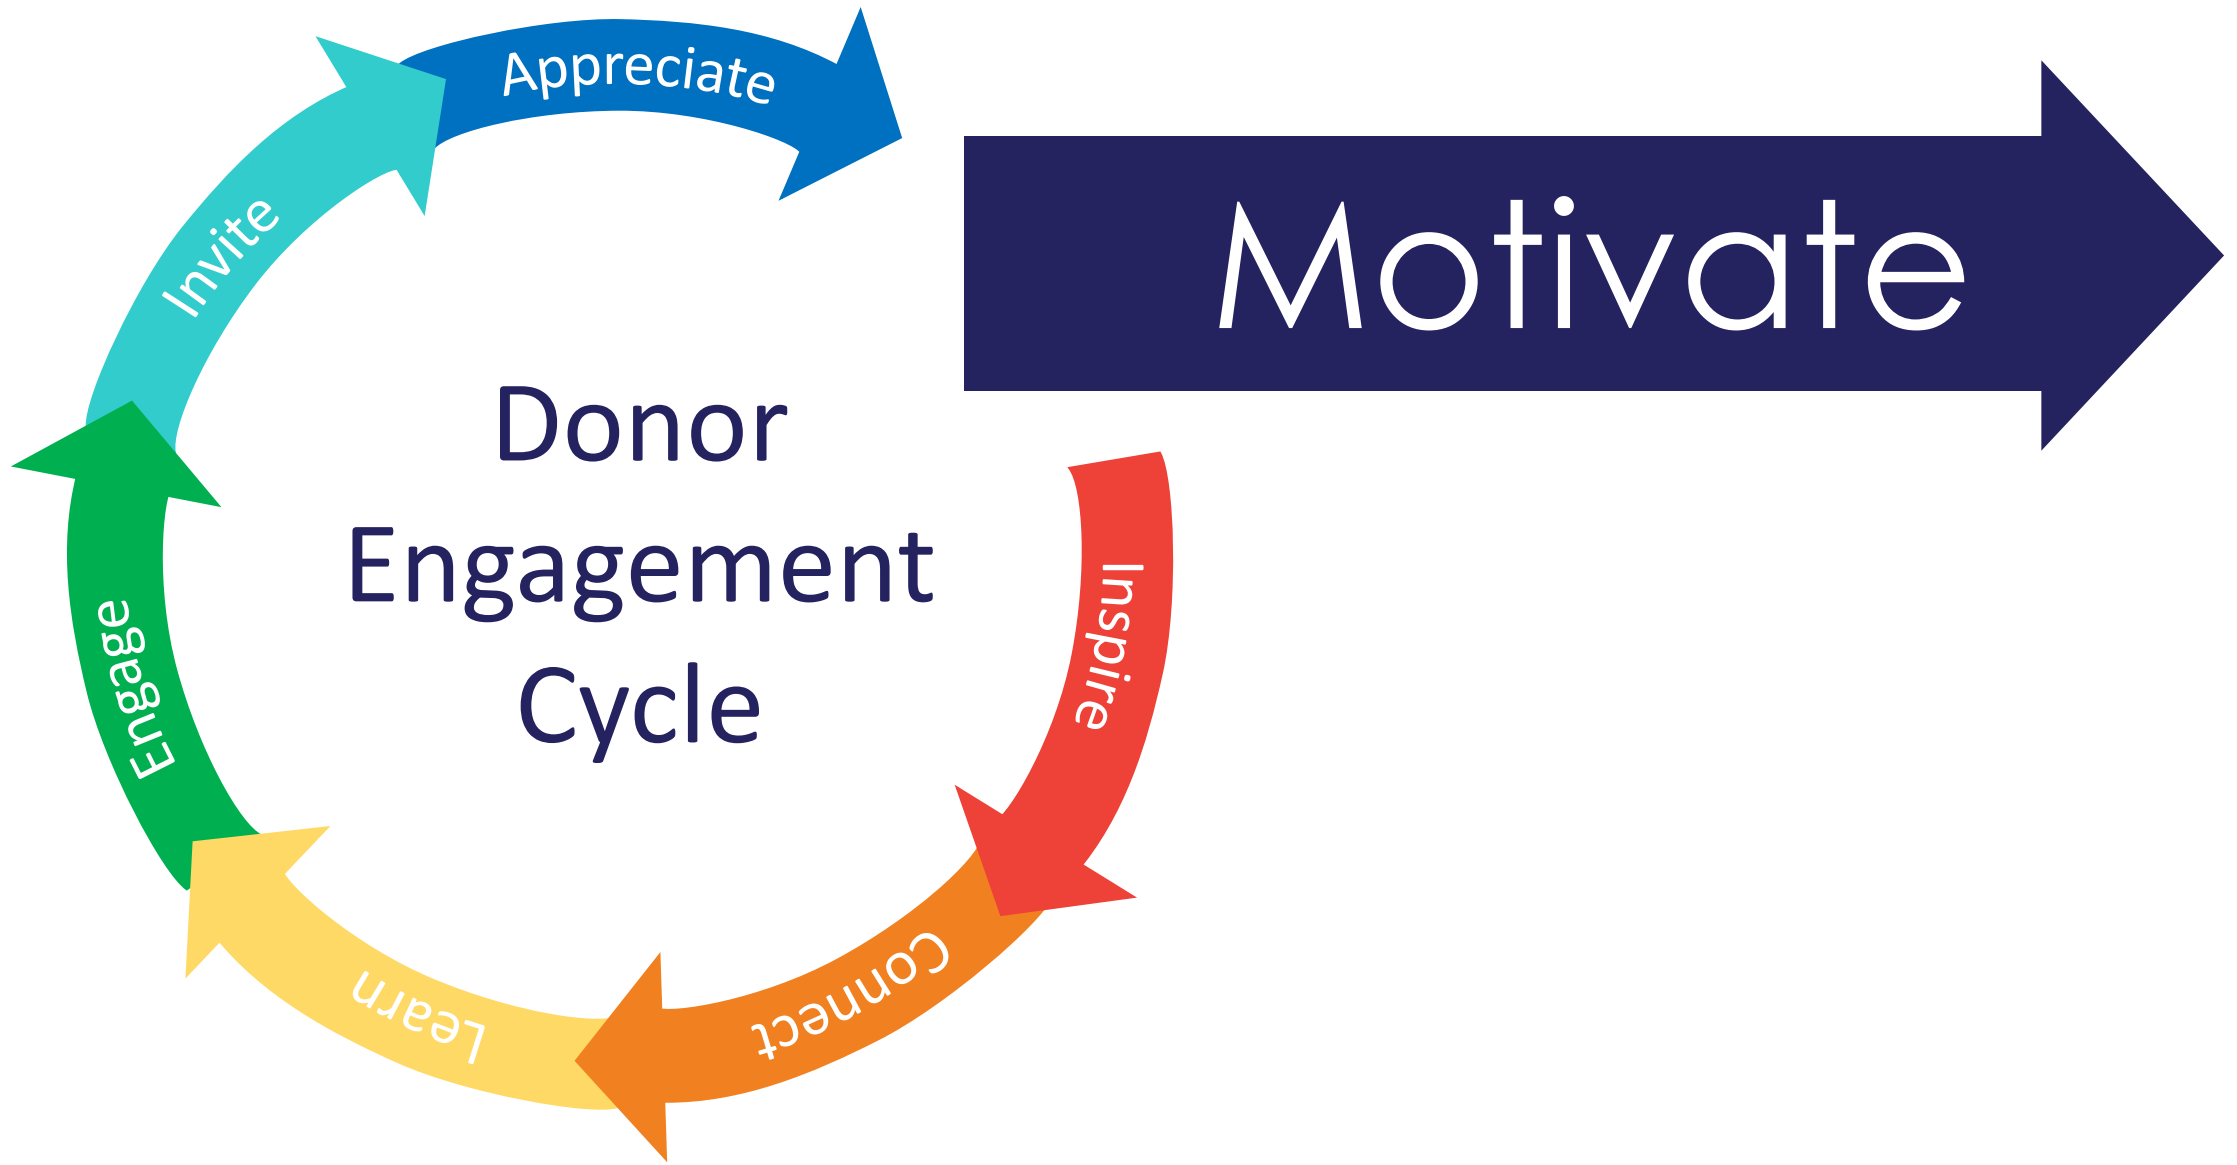 Appreciate
Motivate
Inspire
Connect
Learn
Engage
Invite
Donor
Engagement
Cycle